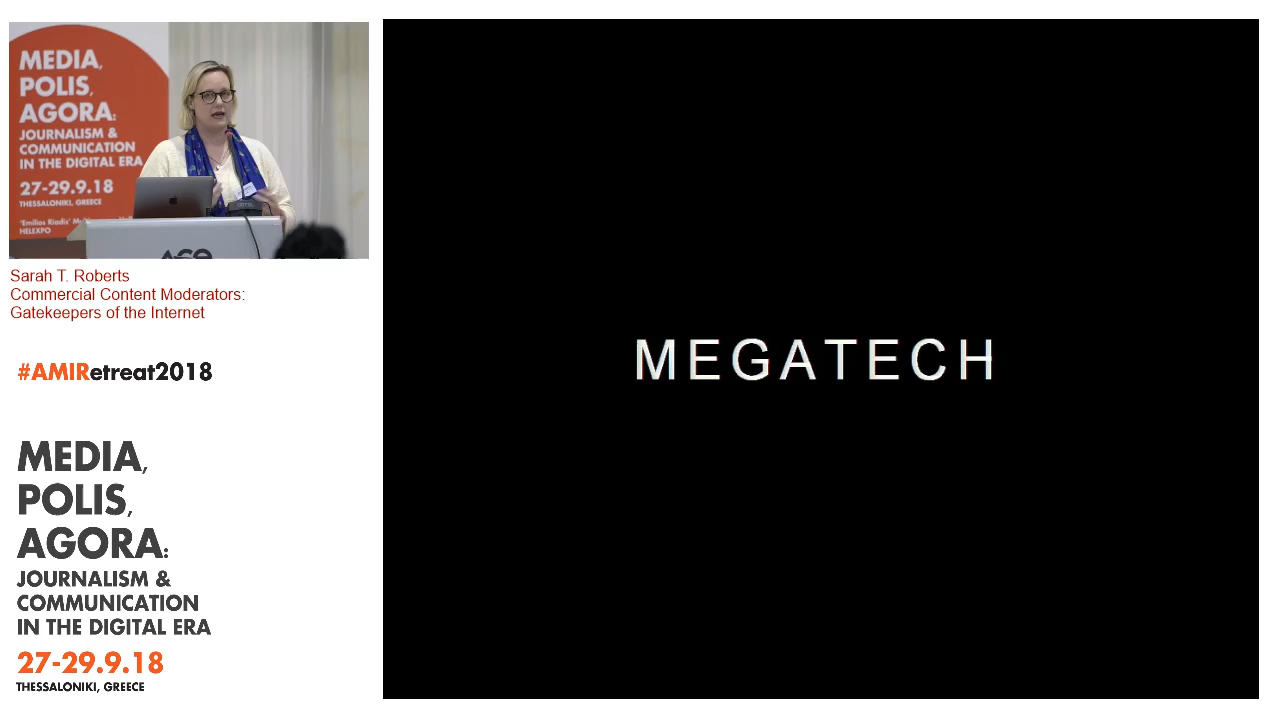 MEDIA,
POLIS,
AGORA:
JOURNALISM &
COMMUNICATION
IN THE DIGITAL ERA
27-29.9.18
THESSALONIKI, GREECE
'Emilios Riadis'
HELEXPO
Sarah T. Roberts
Commercial Content Moderators:
Gatekeepers of the Internet
#AMIRetreat2018
MEDIA,
POLIS,
AGORA:
JOURNALISM &
COMMUNICATION
IN THE DIGITAL ERA
27-29.9.18
THESSALONIKI, GREECE
MEGATECH